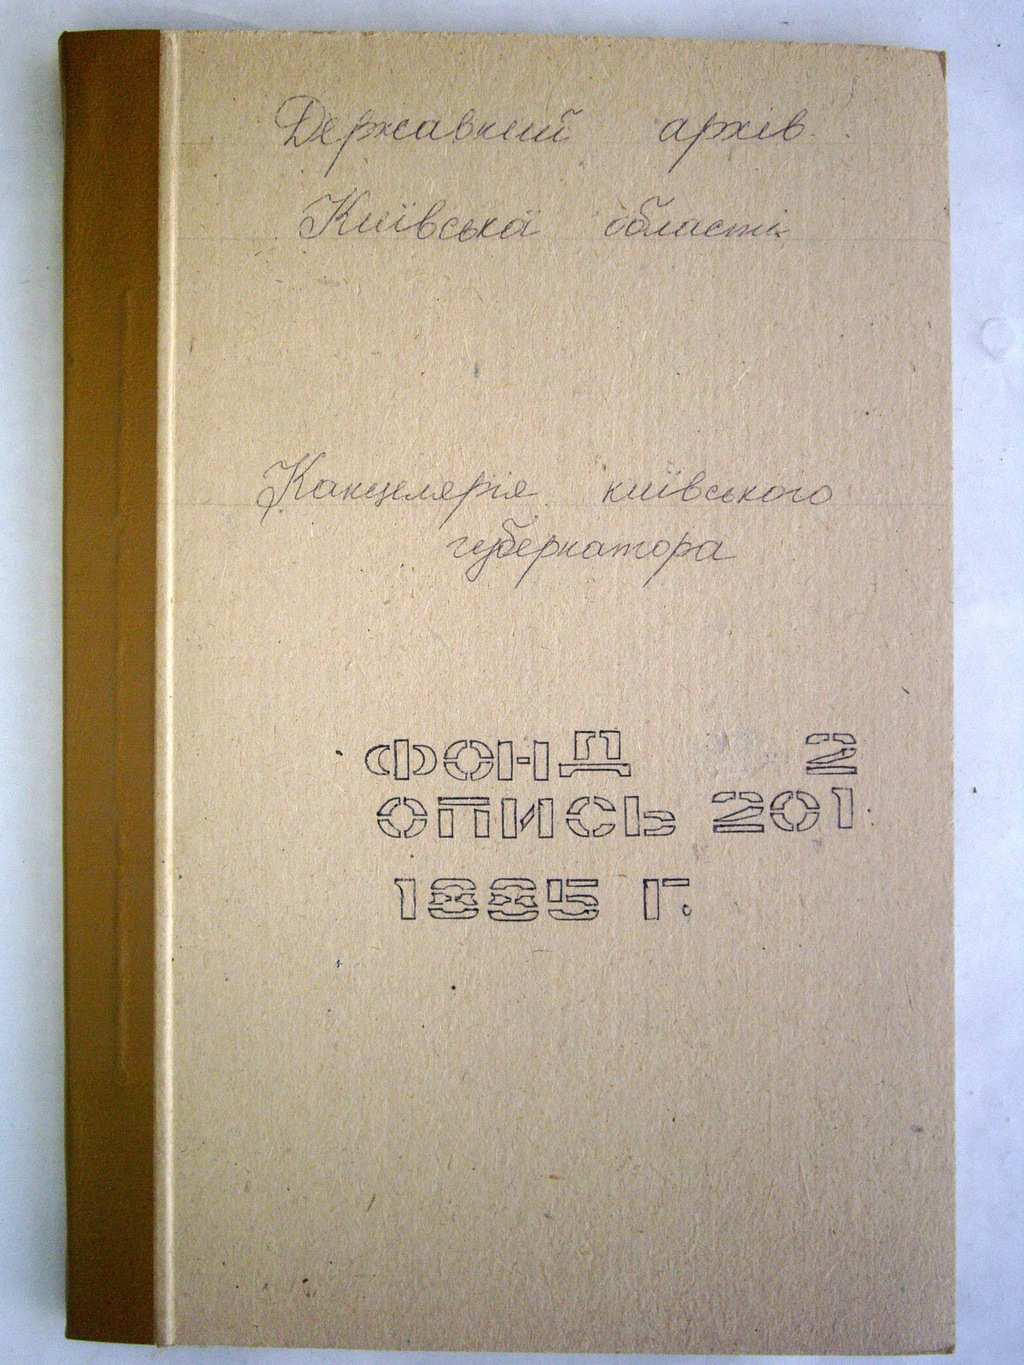 Державний архів
Київська області
Канцелярія київського
губернатора
ФОНД 2
ОПИСЬ 201
1885 Г.